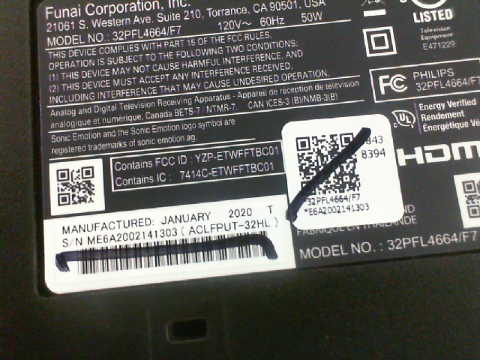 Funai Corporation, Inc.
21061 S. Western Ave. Suite 210, Torrance, CA 90501, USA
MODEL NO.: 32PFL4664/F7 120V~ 60Hz 50W
THIS DEVICE COMPLIES WITH PART 15 OF THE FCC RULES.
OPERATION IS SUBJECT TO THE FOLLOWING TWO CONDITIONS:
(1) THIS DEVICE MAY NOT CAUSE HARMFUL INTERFERENCE, AND
(2) THIS DEVICE MUST ACCEPT ANY INTERFERENCE RECEIVED,
INCLUDING INTERFERENCE THAT MAY CAUSE UNDESIRED OPERATION.
Analog and Digital Television Receiving Apparatus - Appareil de réception de télévision
analogique et numérique, Canada BETS-7 / NTMR-7. CAN ICES-3 (B)/NMB-3(B)
Sonic Emotion and the Sonic Emotion logo symbol are
registered trademarks of sonic emotion ag.
Contains FCC ID : YZP-ETWFFTBC01
Contains IC : 7414C-ETWFFTBC01
MANUFACTURED: JANUARY 2020 T
S/N ME6A2002141303 (ACLFPUT-32HL)
UL
LISTED
Television
Equipment
E471229
FC
PHILIPS
32PFL4664/F7
UL
Energy Verified
Rendement
Énergétique Vérifié
HDMI
843
8394
32PFL4664/F7
*E6A2002141303
FABRIQUÉ EN THAÏLANDE
MODEL NO. : 32PFL4664/F7